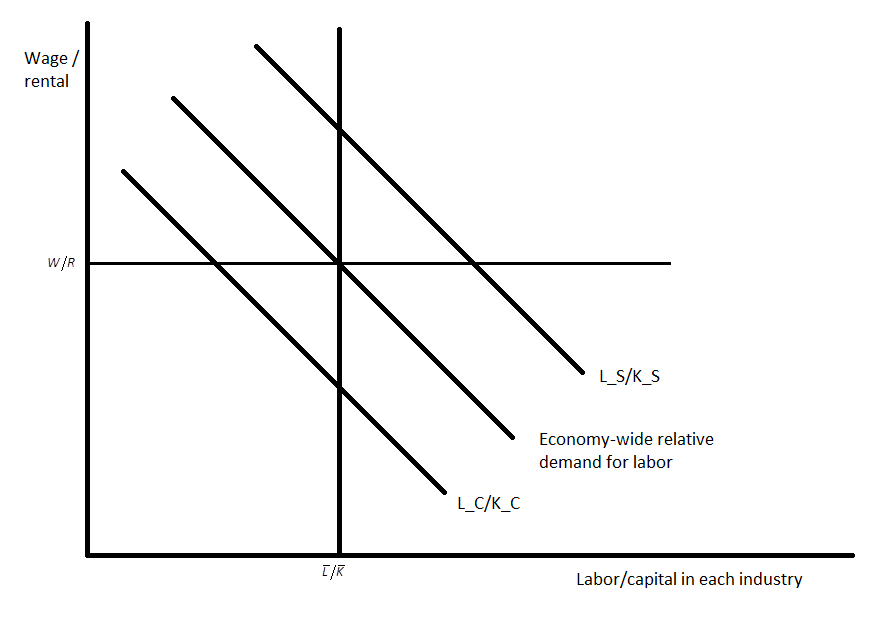 Wage /
rental
W/R
L_S/K_S
Economy-wide relative
demand for labor
L_C/K_C
L̅/K̅
Labor/capital in each industry